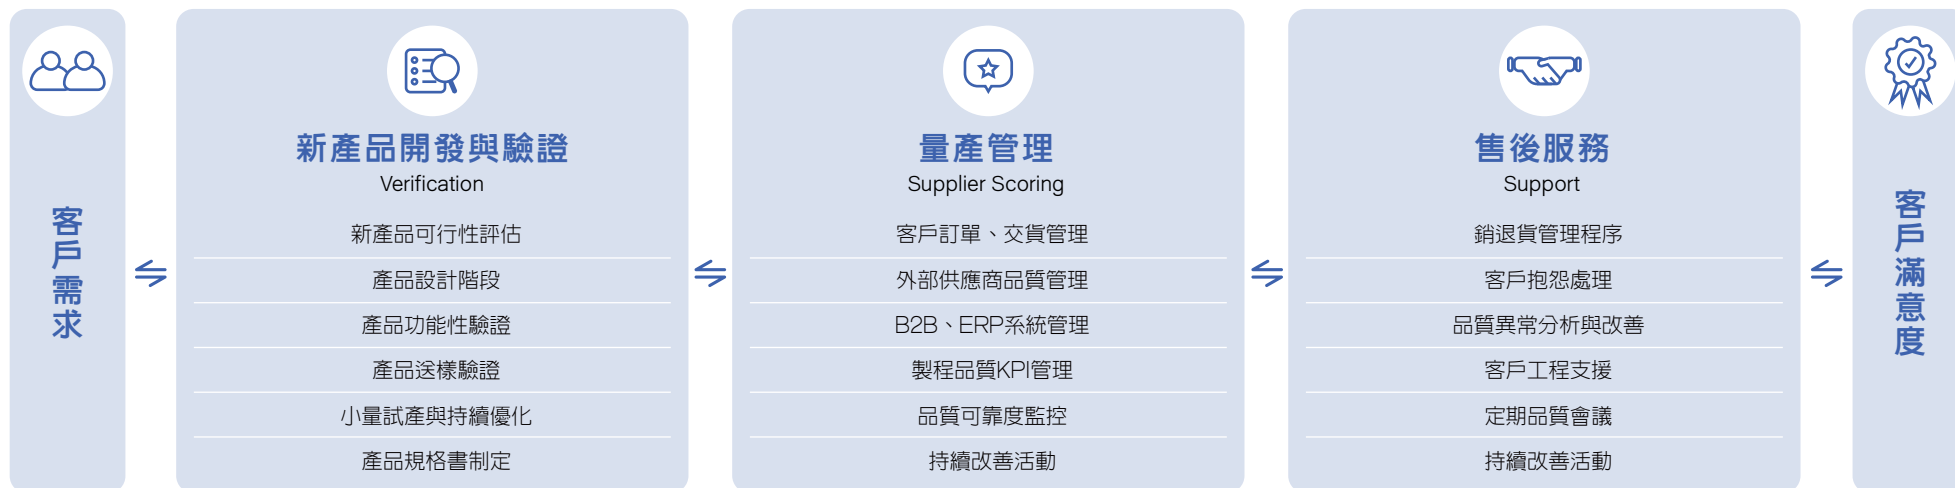 客戶需求
新產品開發與驗證
Verification
新產品可行性評估
產品設計階段
產品功能性驗證
產品送樣驗證
小量試產與持續優化
產品規格書制定
量產管理
Supplier Scoring
客戶訂單、交貨管理
外部供應商品質管理
B2B、ERP系統管理
製程品質KPI管理
品質可靠度監控
持續改善活動
售後服務
Support
銷退貨管理程序
客戶抱怨處理
品質異常分析與改善
客戶工程支援
定期品質會議
持續改善活動
客戶滿意度